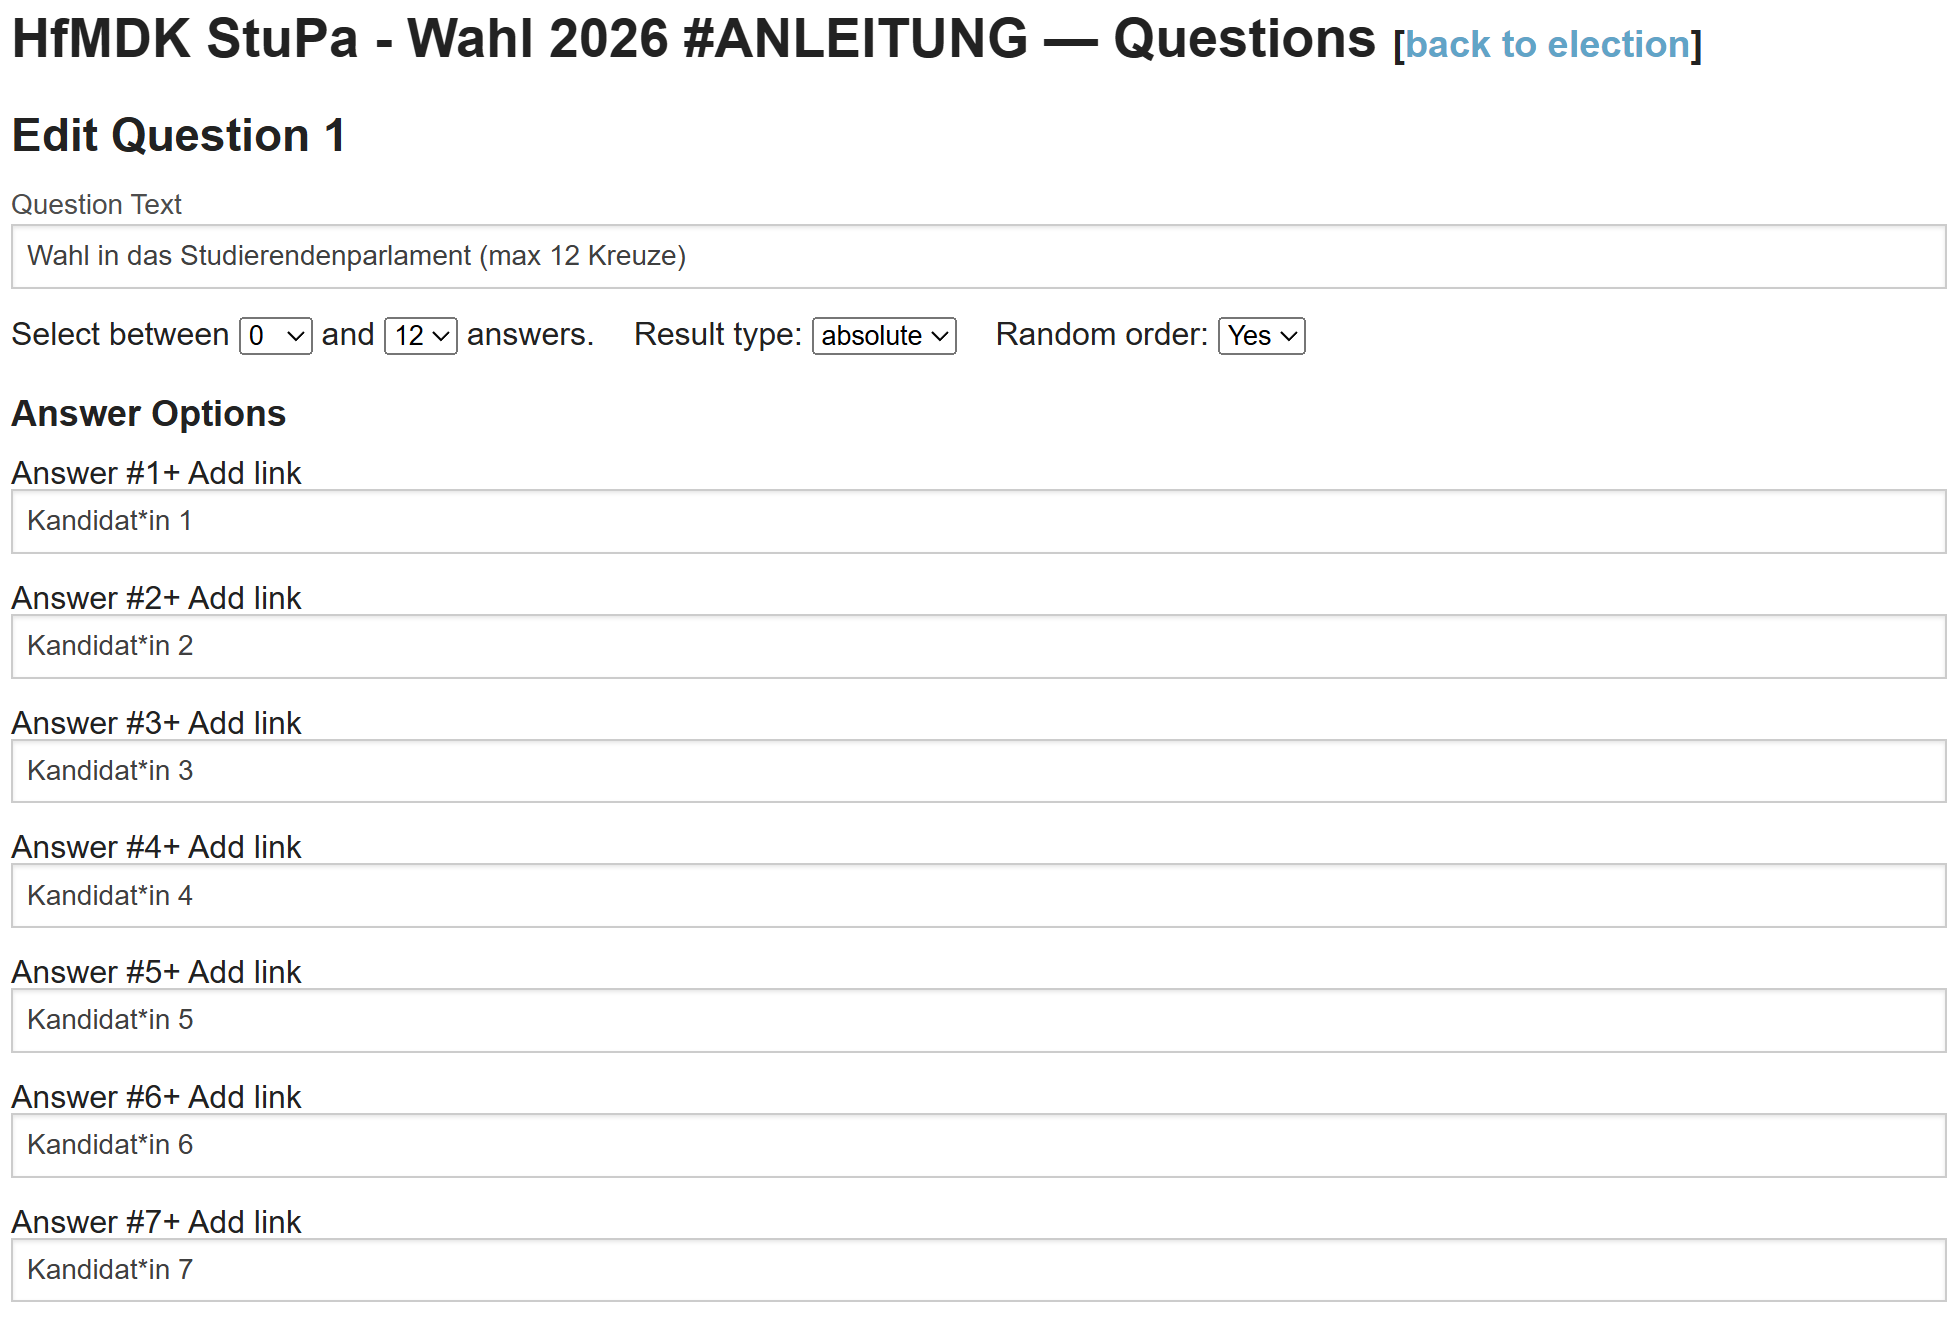 HfMDK StuPa - Wahl 2026 #ANLEITUNG — Questions [back to election]
Edit Question 1
Question Text
Wahl in das Studierendenparlament (max 12 Kreuze)
Select between 0 and 12 answers. Result type: absolute Random order: Yes
Answer Options
Answer #1+ Add link
Kandidat*in 1
Answer #2+ Add link
Kandidat*in 2
Answer #3+ Add link
Kandidat*in 3
Answer #4+ Add link
Kandidat*in 4
Answer #5+ Add link
Kandidat*in 5
Answer #6+ Add link
Kandidat*in 6
Answer #7+ Add link
Kandidat*in 7